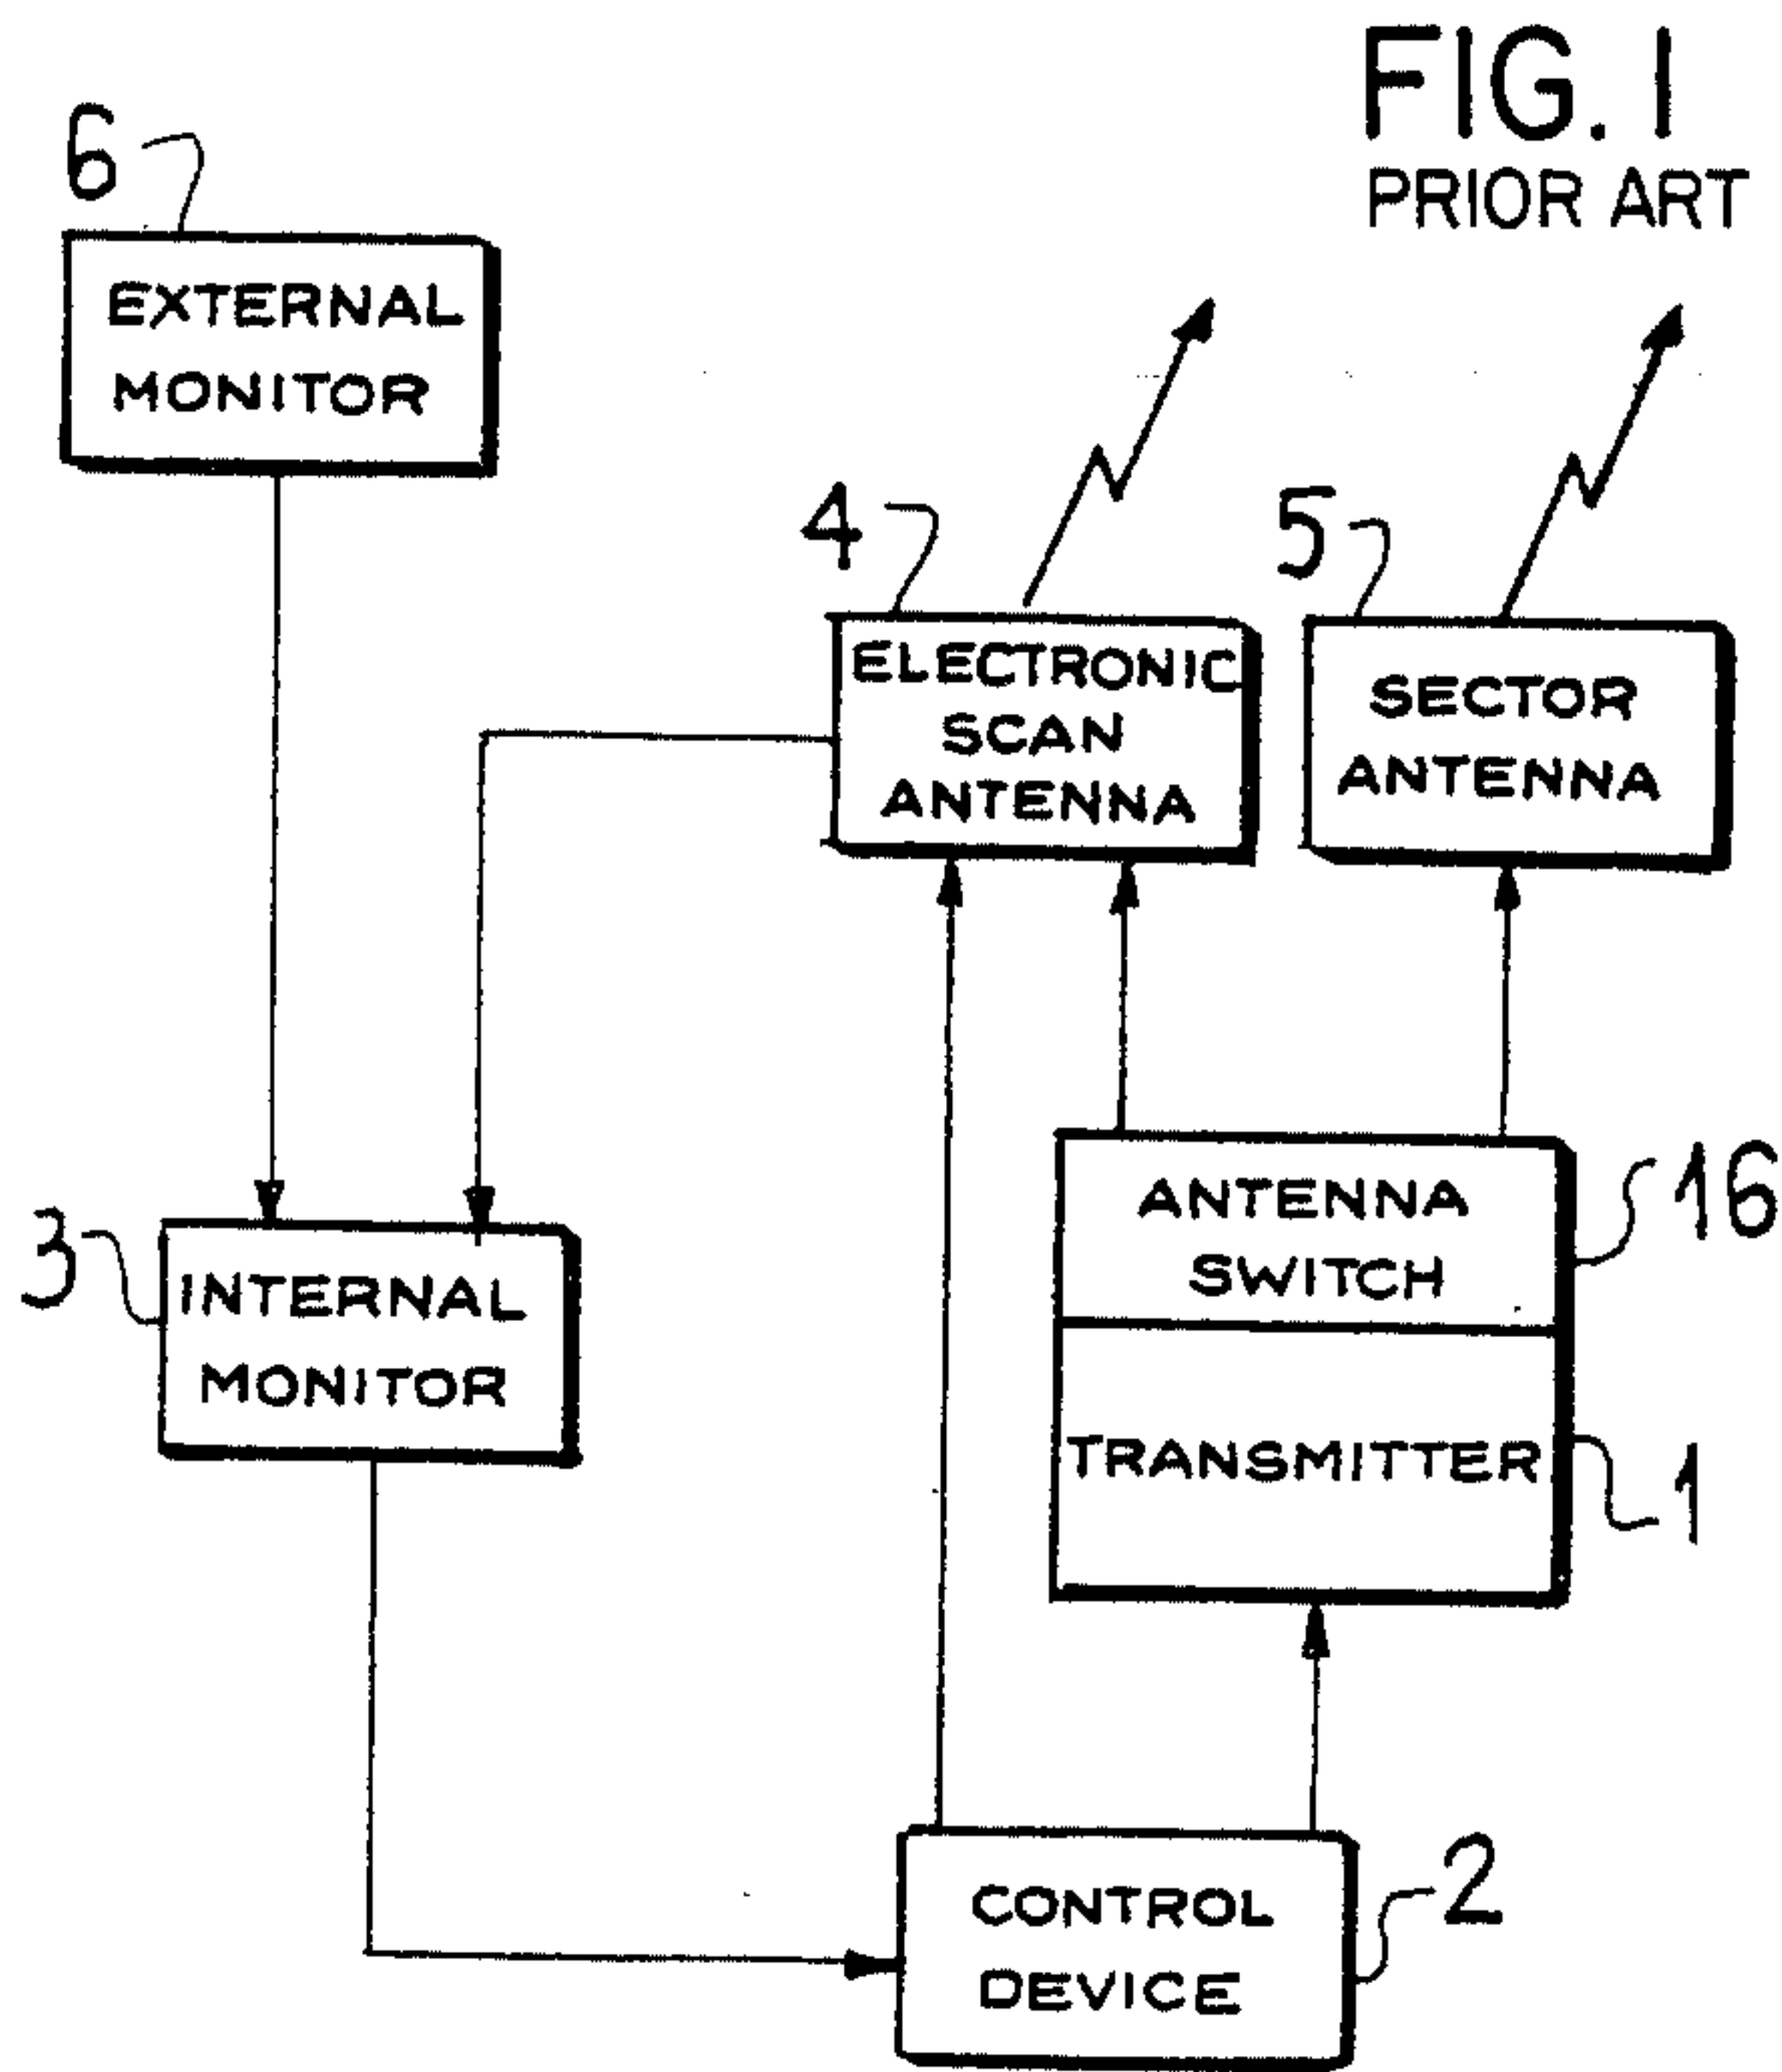 FIG. 1
PRIOR ART
6
EXTERNAL
MONITOR
4
5
ELECTRONIC
SCAN
ANTENNA
SECTOR
ANTENNA
3
INTERNAL
MONITOR
ANTENNA
SWITCH
16
TRANSMITTER
1
CONTROL
DEVICE
2